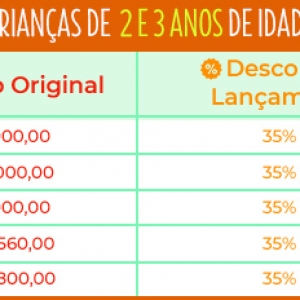 RIANÇAS DE 2 E 3 ANOS DE IDAD
o Original Desco
Lançam
00,00 35%
000,00 35%
00,00 35%
560,00 35%
800,00 35%